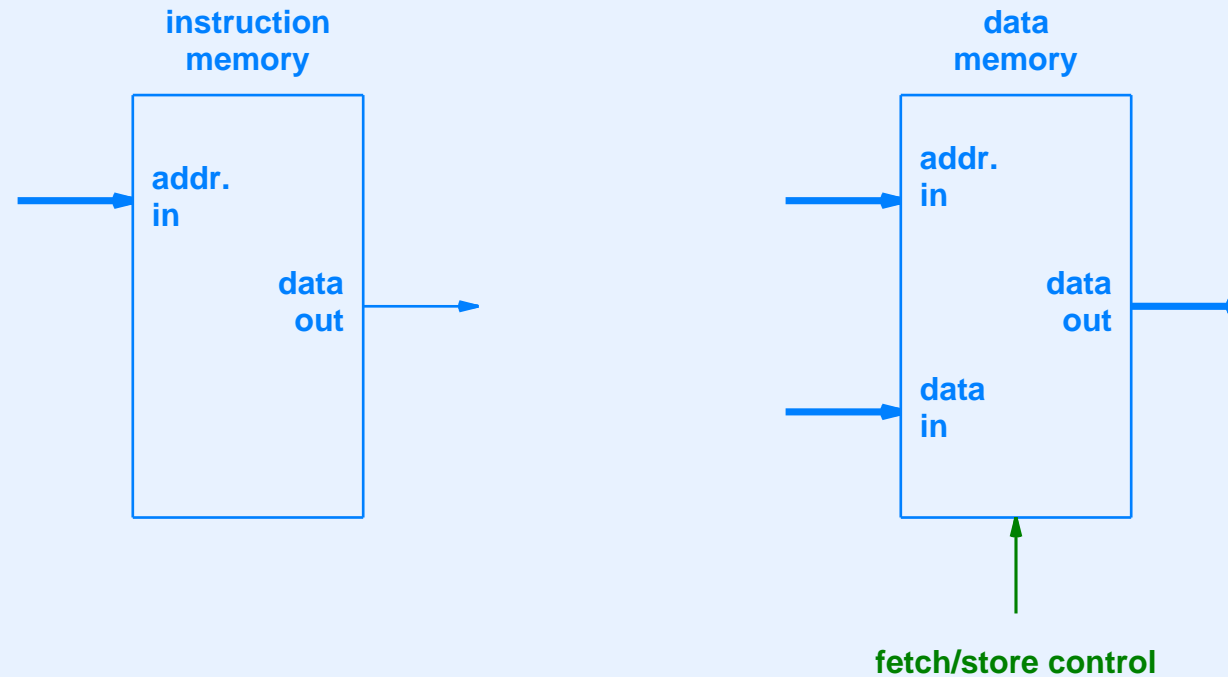 instruction
memory
addr.
in
data
out
data
memory
addr.
in
data
out
data
in
fetch/store control